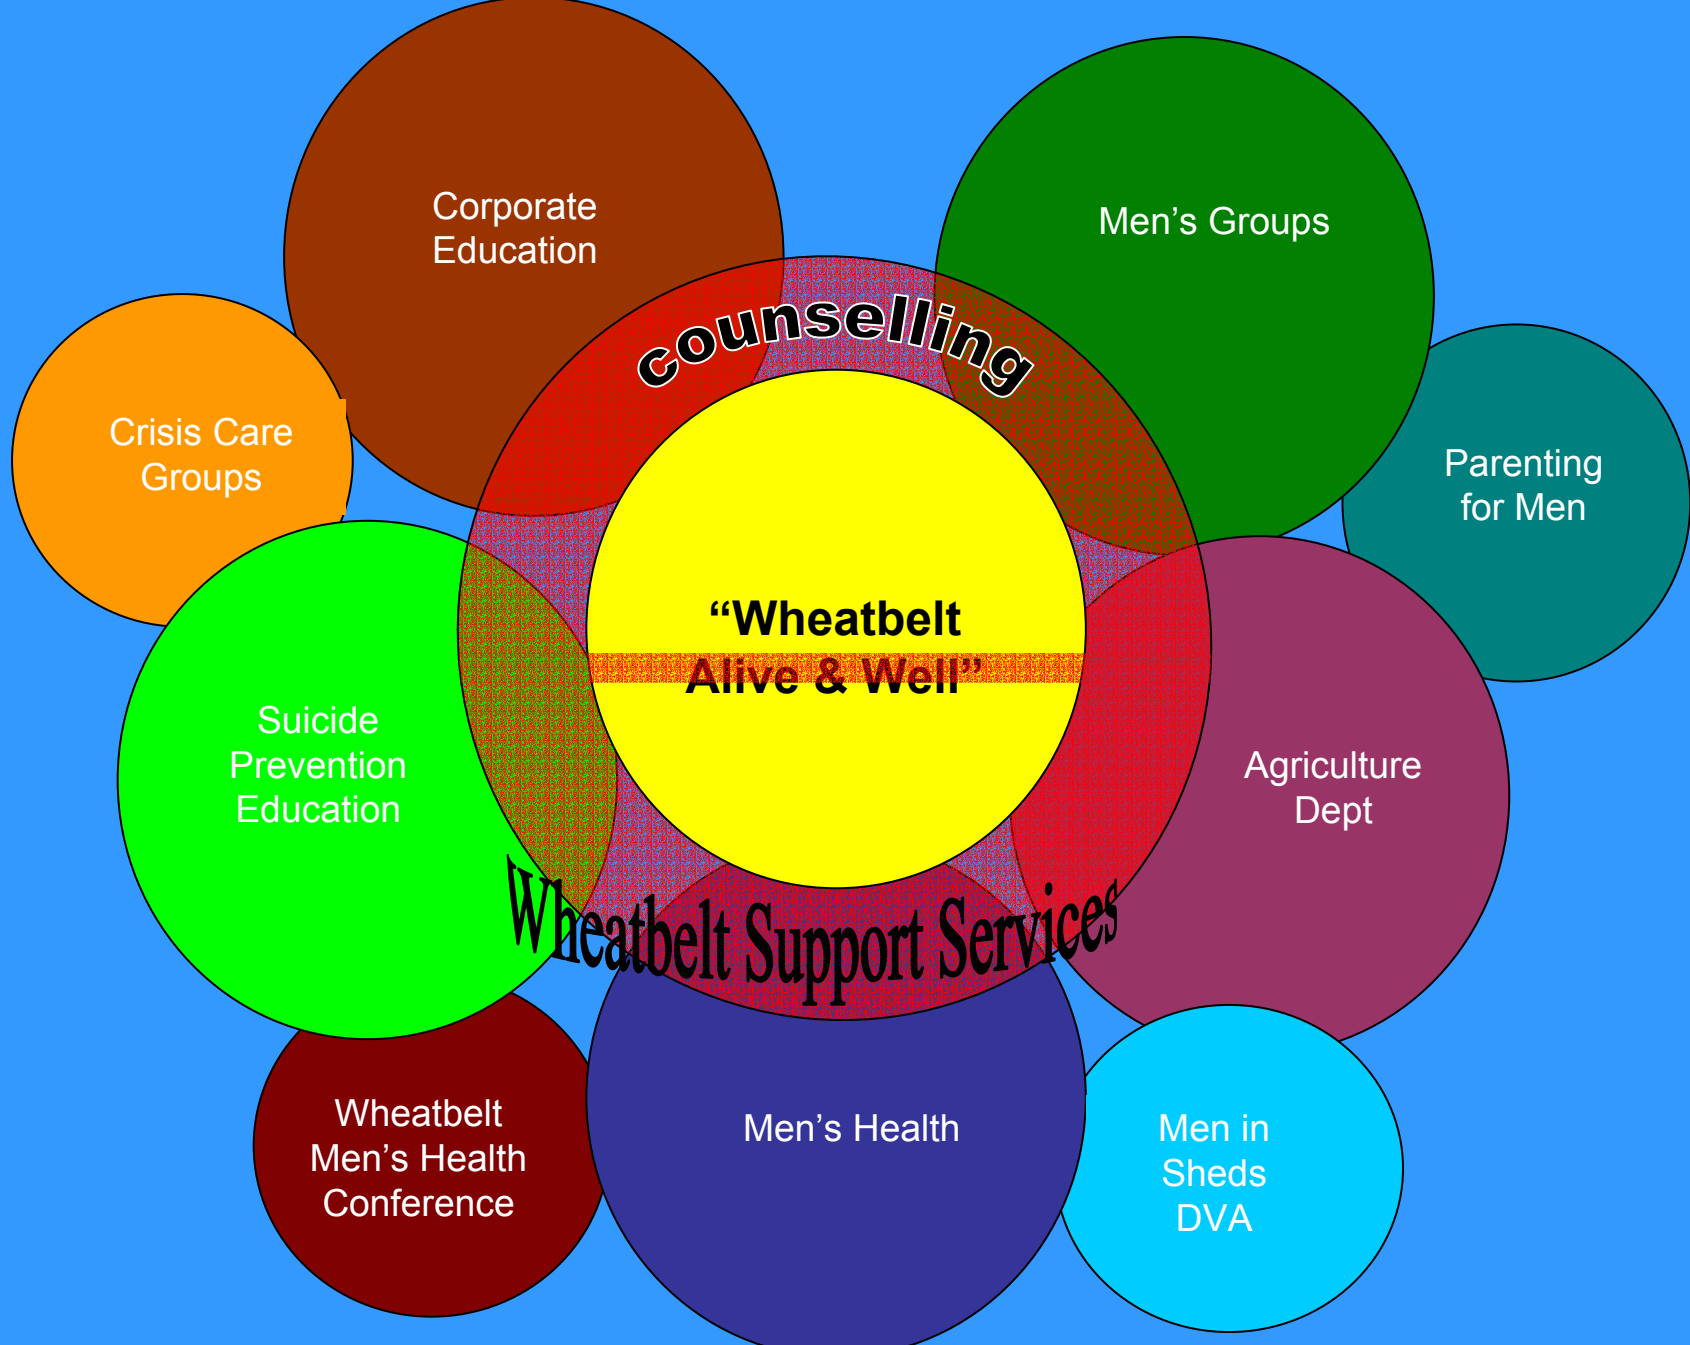 Corporate
Education
Men’s Groups
counselling
Crisis Care
Groups
Parenting
for Men
“Wheatbelt
Alive & Well”
Suicide
Prevention
Education
Agriculture
Dept
Wheatbelt Support Services
Wheatbelt
Men’s Health
Conference
Men’s Health
Men in
Sheds
DVA